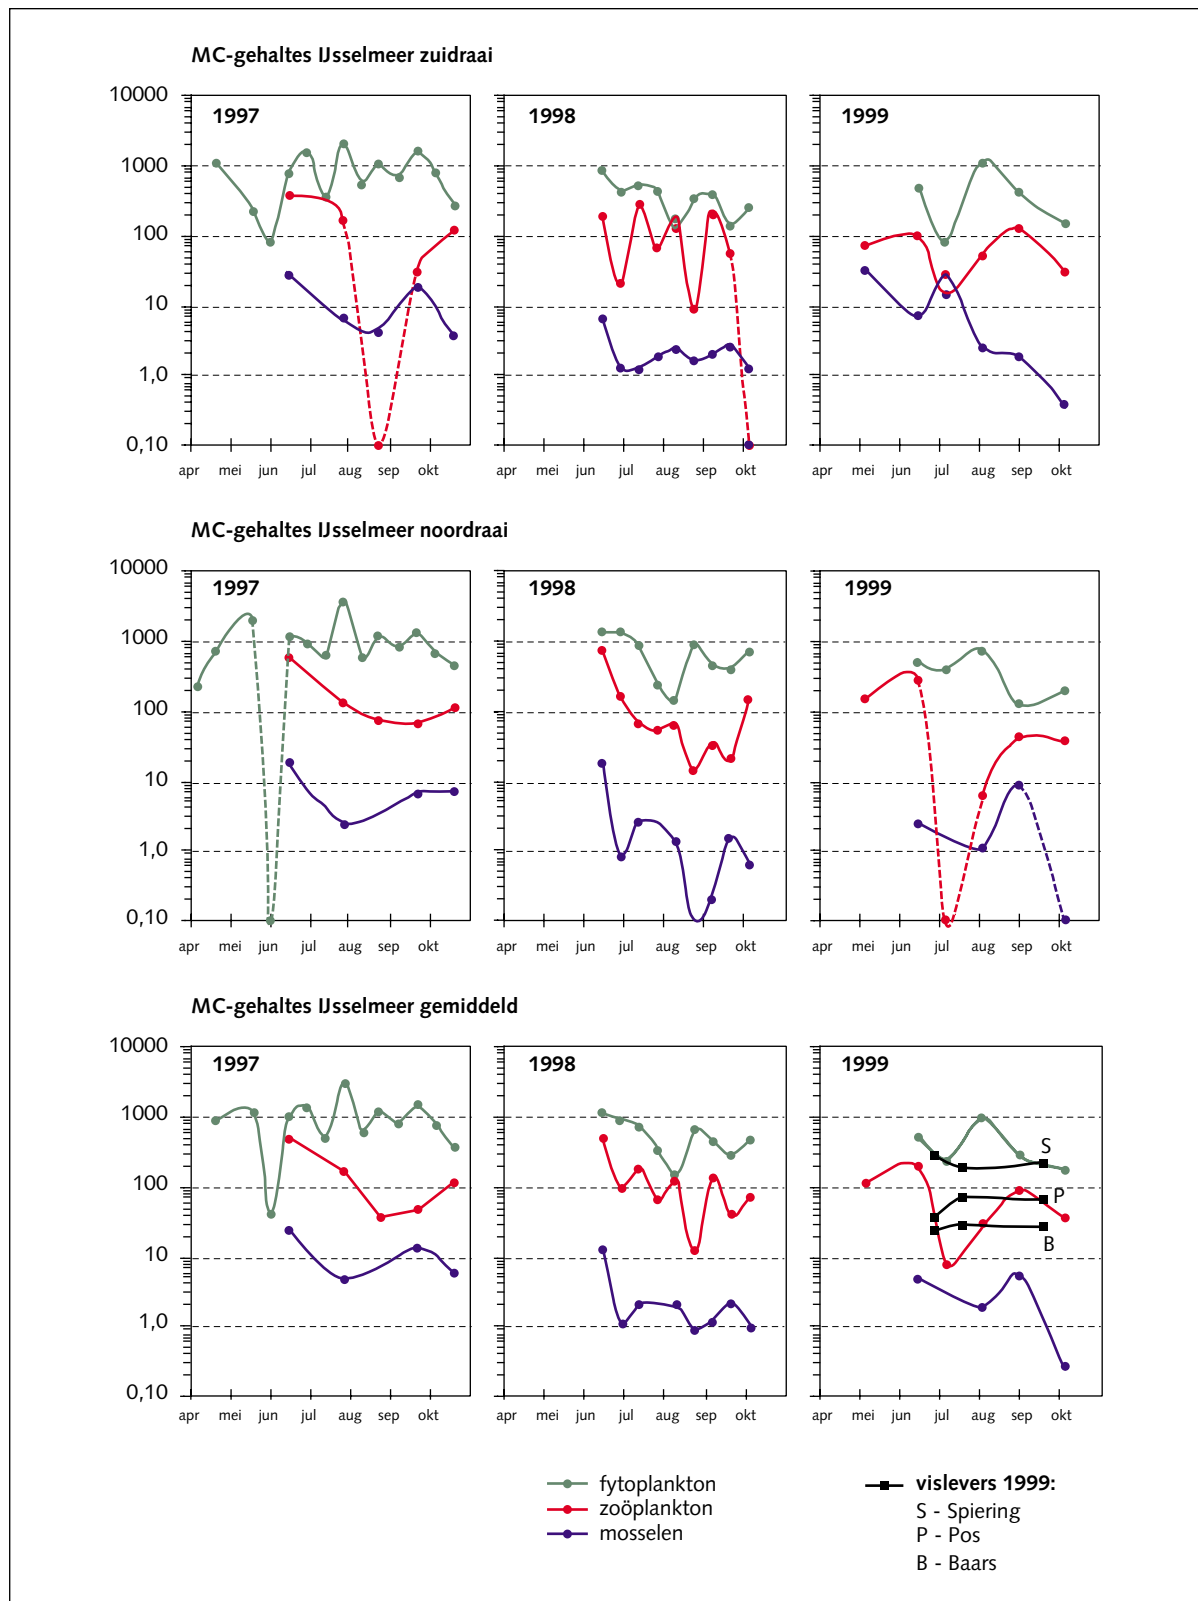 MC-gehaltes IJsselmeer zuidraai
1997
1998
1999
10000
1000
100
10
1,0
0,10
apr mei jun jul aug sep okt
apr mei jun jul aug sep okt
apr mei jun jul aug sep okt
MC-gehaltes IJsselmeer noordraai
1997
1998
1999
10000
1000
100
10
1,0
0,10
apr mei jun jul aug sep okt
apr mei jun jul aug sep okt
apr mei jun jul aug sep okt
MC-gehaltes IJsselmeer gemiddeld
1997
1998
1999
10000
1000
100
10
1,0
0,10
S
P
B
apr mei jun jul aug sep okt
apr mei jun jul aug sep okt
apr mei jun jul aug sep okt
fytoplankton
zoöplankton
mosselen
vislevers 1999:
S - Spiering
P - Pos
B - Baars